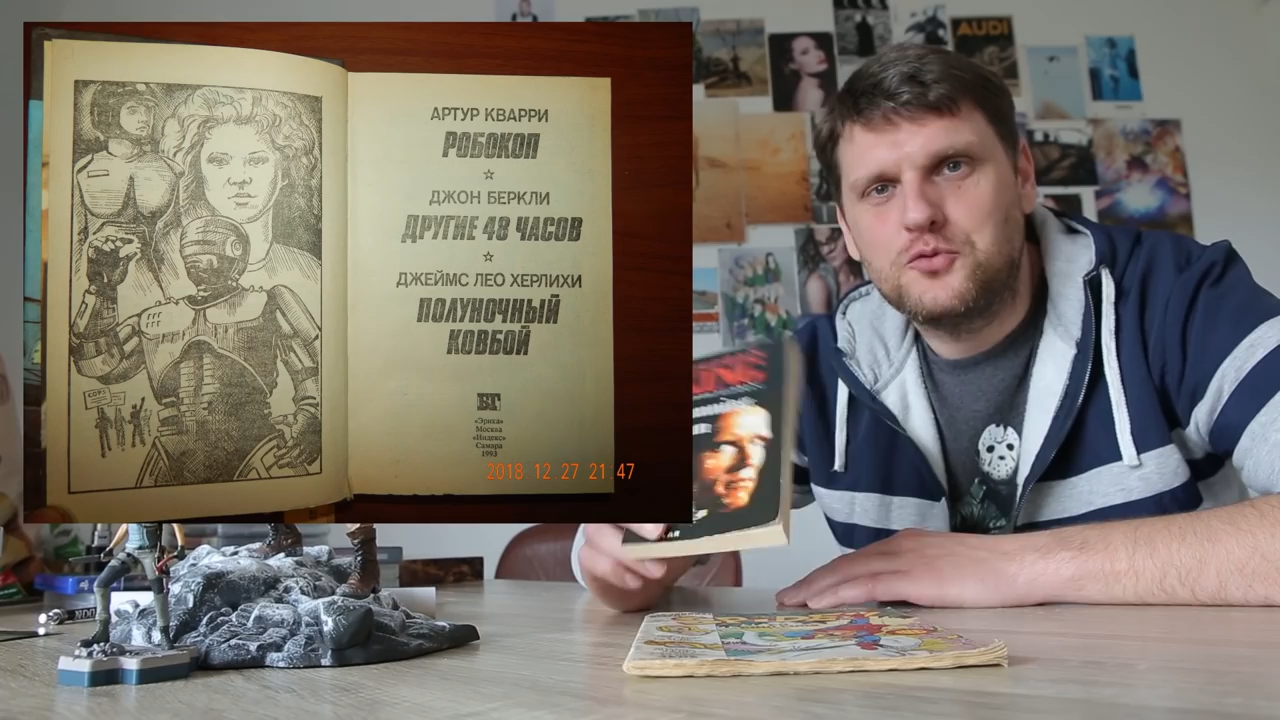 АРТУР КВАРРИ
РОБОКОП
ДЖОН БЕРКЛИ
ДРУГИЕ 48 ЧАСОВ
ДЖЕЙМС ЛЕО ХЕРЛИХИ
ПОЛУНОЧНЫЙ
КОВБОЙ
БГ
«Эрика»
Москва
«Индекс»
Самара
1993
2018.12.27 21:47
AUDI